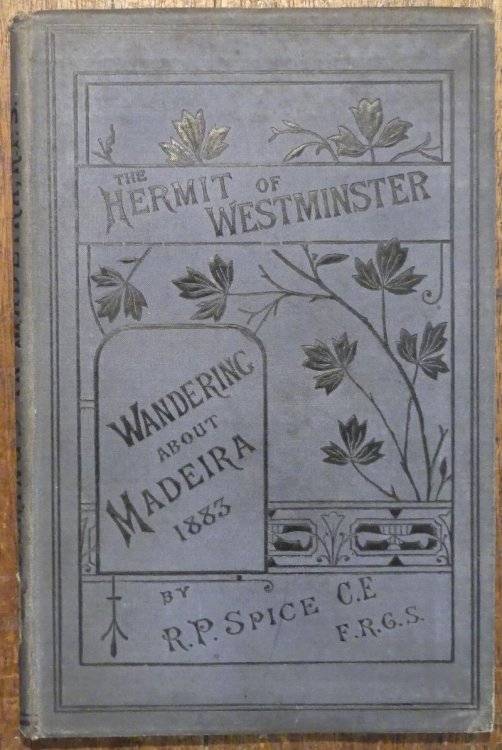 THE
HERMIT OF
WESTMINSTER
WANDERING
ABOUT
MADEIRA
1883
BY
R.P. SPICE C.E
F.R.G.S.